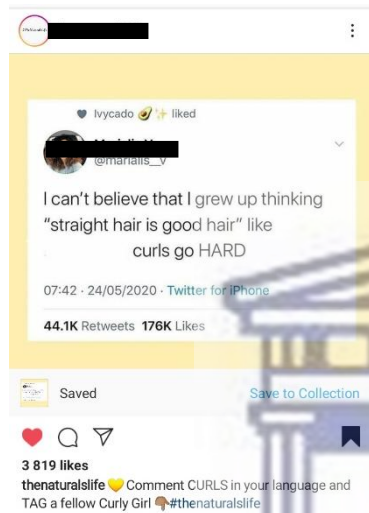 Ivycado 🥑✨ liked
@marialis__v
I can't believe that I grew up thinking
"straight hair is good hair" like
curls go HARD
07:42 · 24/05/2020 · Twitter for iPhone
44.1K Retweets 176K Likes
Saved
Save to Collection
3 819 likes
thenaturalslife 💛 Comment CURLS in your language and
TAG a fellow Curly Girl 👇🏽#thenaturalslife